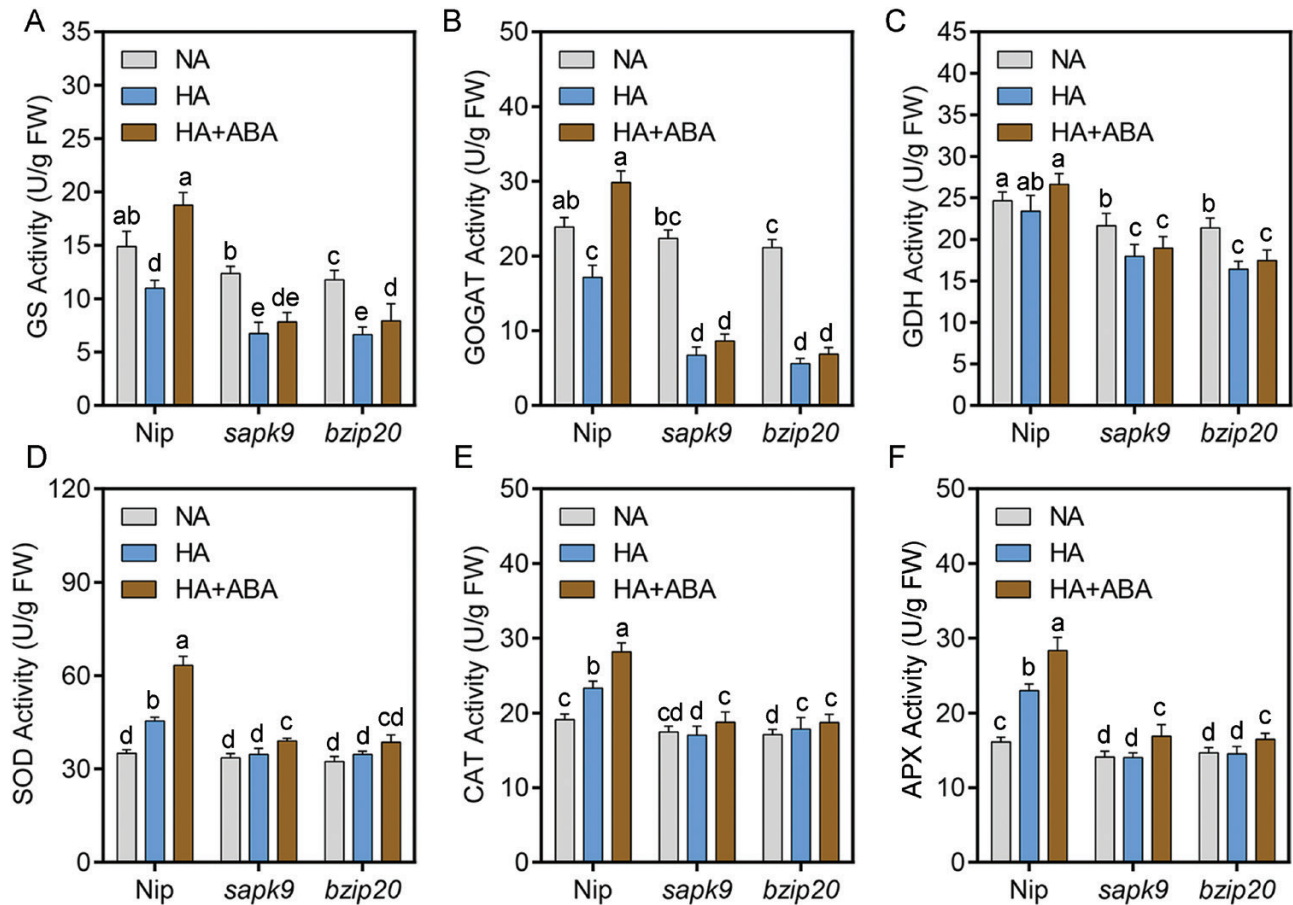 A
GS Activity (U/g FW)
35
30
25
20
15
10
5
0
NA
HA
HA+ABA
ab
d
a
b
e
de
c
e
d
Nip
sapk9
bzip20
B
GOGAT Activity (U/g FW)
50
40
30
20
10
0
NA
HA
HA+ABA
ab
c
a
bc
d
d
c
d
d
Nip
sapk9
bzip20
C
GDH Activity (U/g FW)
45
40
35
30
25
20
15
25
5
0
NA
HA
HA+ABA
a
ab
a
b
c
c
b
c
c
Nip
sapk9
bzip20
D
SOD Activity (U/g FW)
120
90
60
30
0
NA
HA
HA+ABA
d
b
a
d
d
c
d
d
cd
Nip
sapk9
bzip20
E
CAT Activity (U/g FW)
50
40
30
20
10
0
NA
HA
HA+ABA
c
b
a
cd
d
c
d
c
c
Nip
sapk9
bzip20
F
APX Activity (U/g FW)
50
40
30
20
10
0
NA
HA
HA+ABA
c
b
a
d
d
c
d
d
c
Nip
sapk9
bzip20